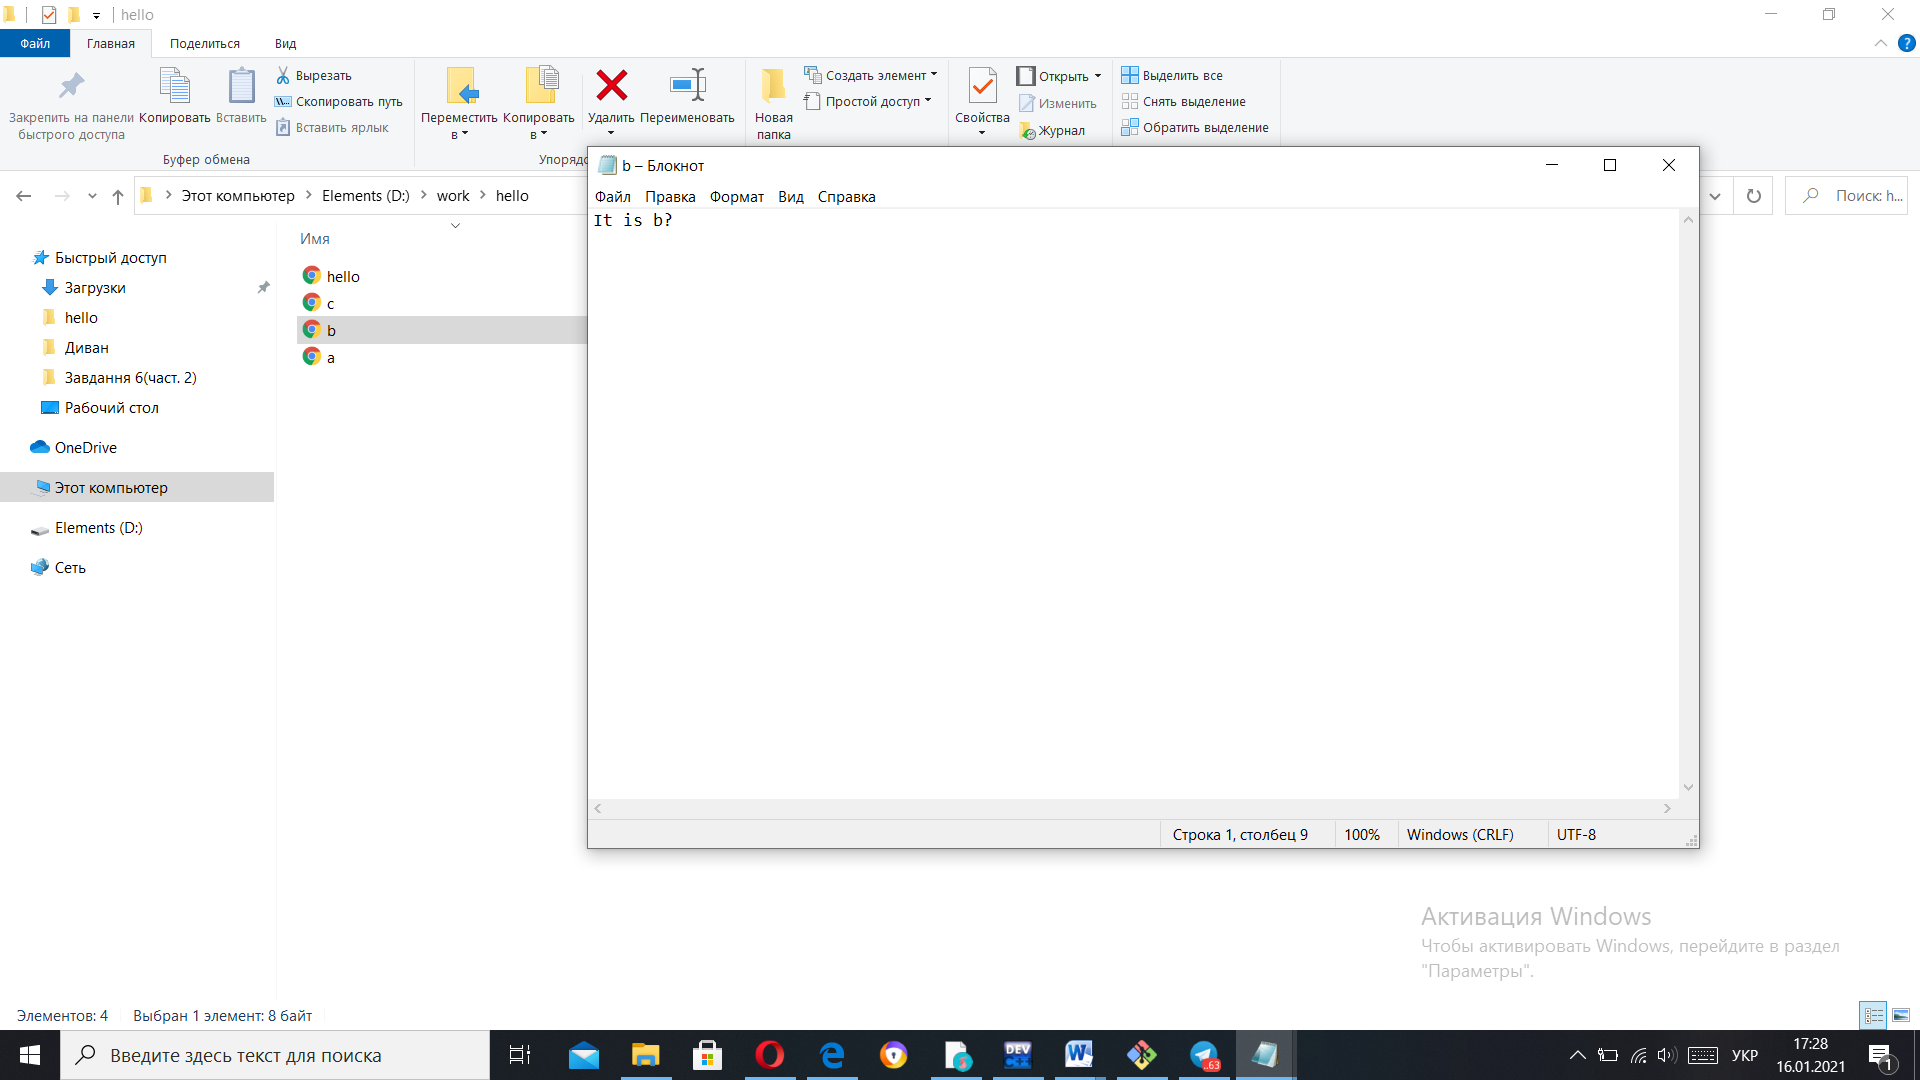 hello
Файл
Главная
Поделиться
Вид
Закрепить на панели
быстрого доступа
Копировать
Вставить
Вырезать
Скопировать путь
Вставить ярлык
Буфер обмена
Переместить
в
Копировать
в
Удалить
Переименовать
Новая
папка
Создать элемент
Простой доступ
Свойства
Открыть
Изменить
Журнал
Выделить все
Снять выделение
Обратить выделение
b – Блокнот
Файл Правка Формат Вид Справка
It is b?
Строка 1, столбец 9
100%
Windows (CRLF)
UTF-8
Этот компьютер
Elements (D:)
work
hello
Поиск: h...
Имя
hello
c
b
a
Быстрый доступ
Загрузки
hello
Диван
Завдання 6(част. 2)
Рабочий стол
OneDrive
Этот компьютер
Elements (D:)
Сеть
Активация Windows
Чтобы активировать Windows, перейдите в раздел
"Параметры".
Элементов: 4
Выбран 1 элемент: 8 байт
Введите здесь текст для поиска
DEV
C++
W
..63
УКР
17:28
16.01.2021
1